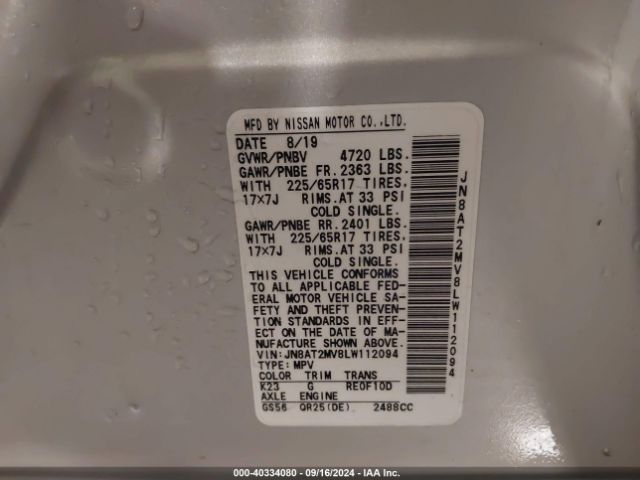 MFD BY NISSAN MOTOR CO.,LTD.
DATE 8/19
GVWR/PNBV 4720 LBS.
GAWR/PNBE FR. 2363 LBS.
WITH 225/65R17 TIRES,
17×7J RIMS.AT 33 PSI
COLD SINGLE.
GAWR/PNBE RR. 2401 LBS.
WITH 225/65R17 TIRES,
17×7J RIMS.AT 33 PSI
COLD SINGLE.
THIS VEHICLE CONFORMS
TO ALL APPLICABLE FED-
ERAL MOTOR VEHICLE SA-
FETY AND THEFT PREVEN-
TION STANDARDS IN EFF-
ECT ON THE DATE OF MA-
NUFACTURE SHOWN ABOVE.
VIN:JN8AT2MV8LW112094
TYPE: MPV
COLOR TRIM TRANS
K23 G RE0F10D
AXLE ENGINE
GS56 QR25(DE) 2488CC
JN8AT2MV8LW112094
000-40334080 - 09/16/2024 - IAA Inc.